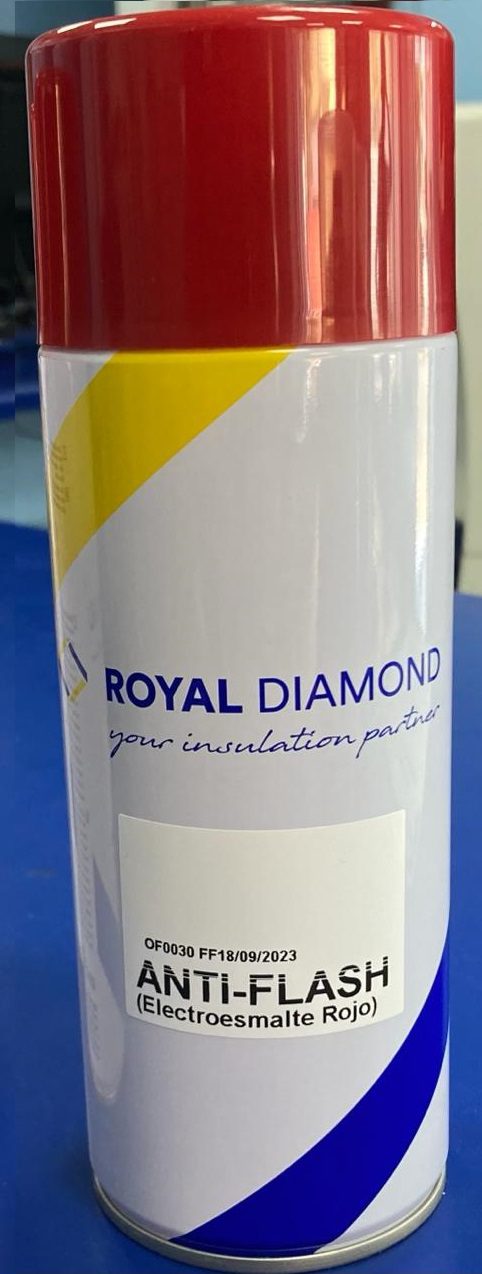 ROYAL DIAMOND
your insulation partner
OF0030 FF18/09/2023
ANTI-FLASH
(Electroesmalte Rojo)